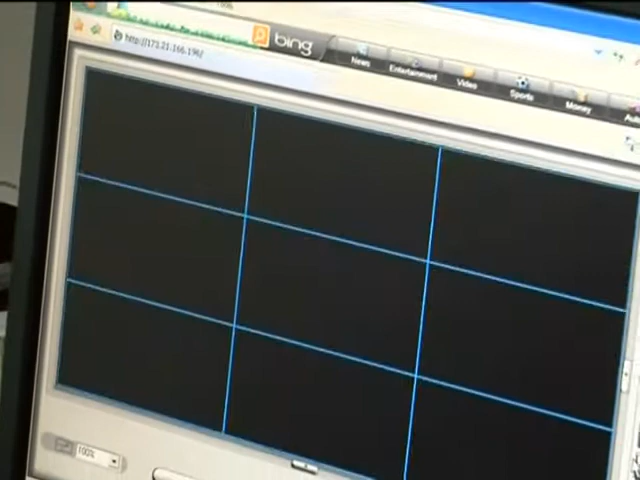 bing
News
Entertainment
Video
Sports
Money
http://171.21.166.196/
100%